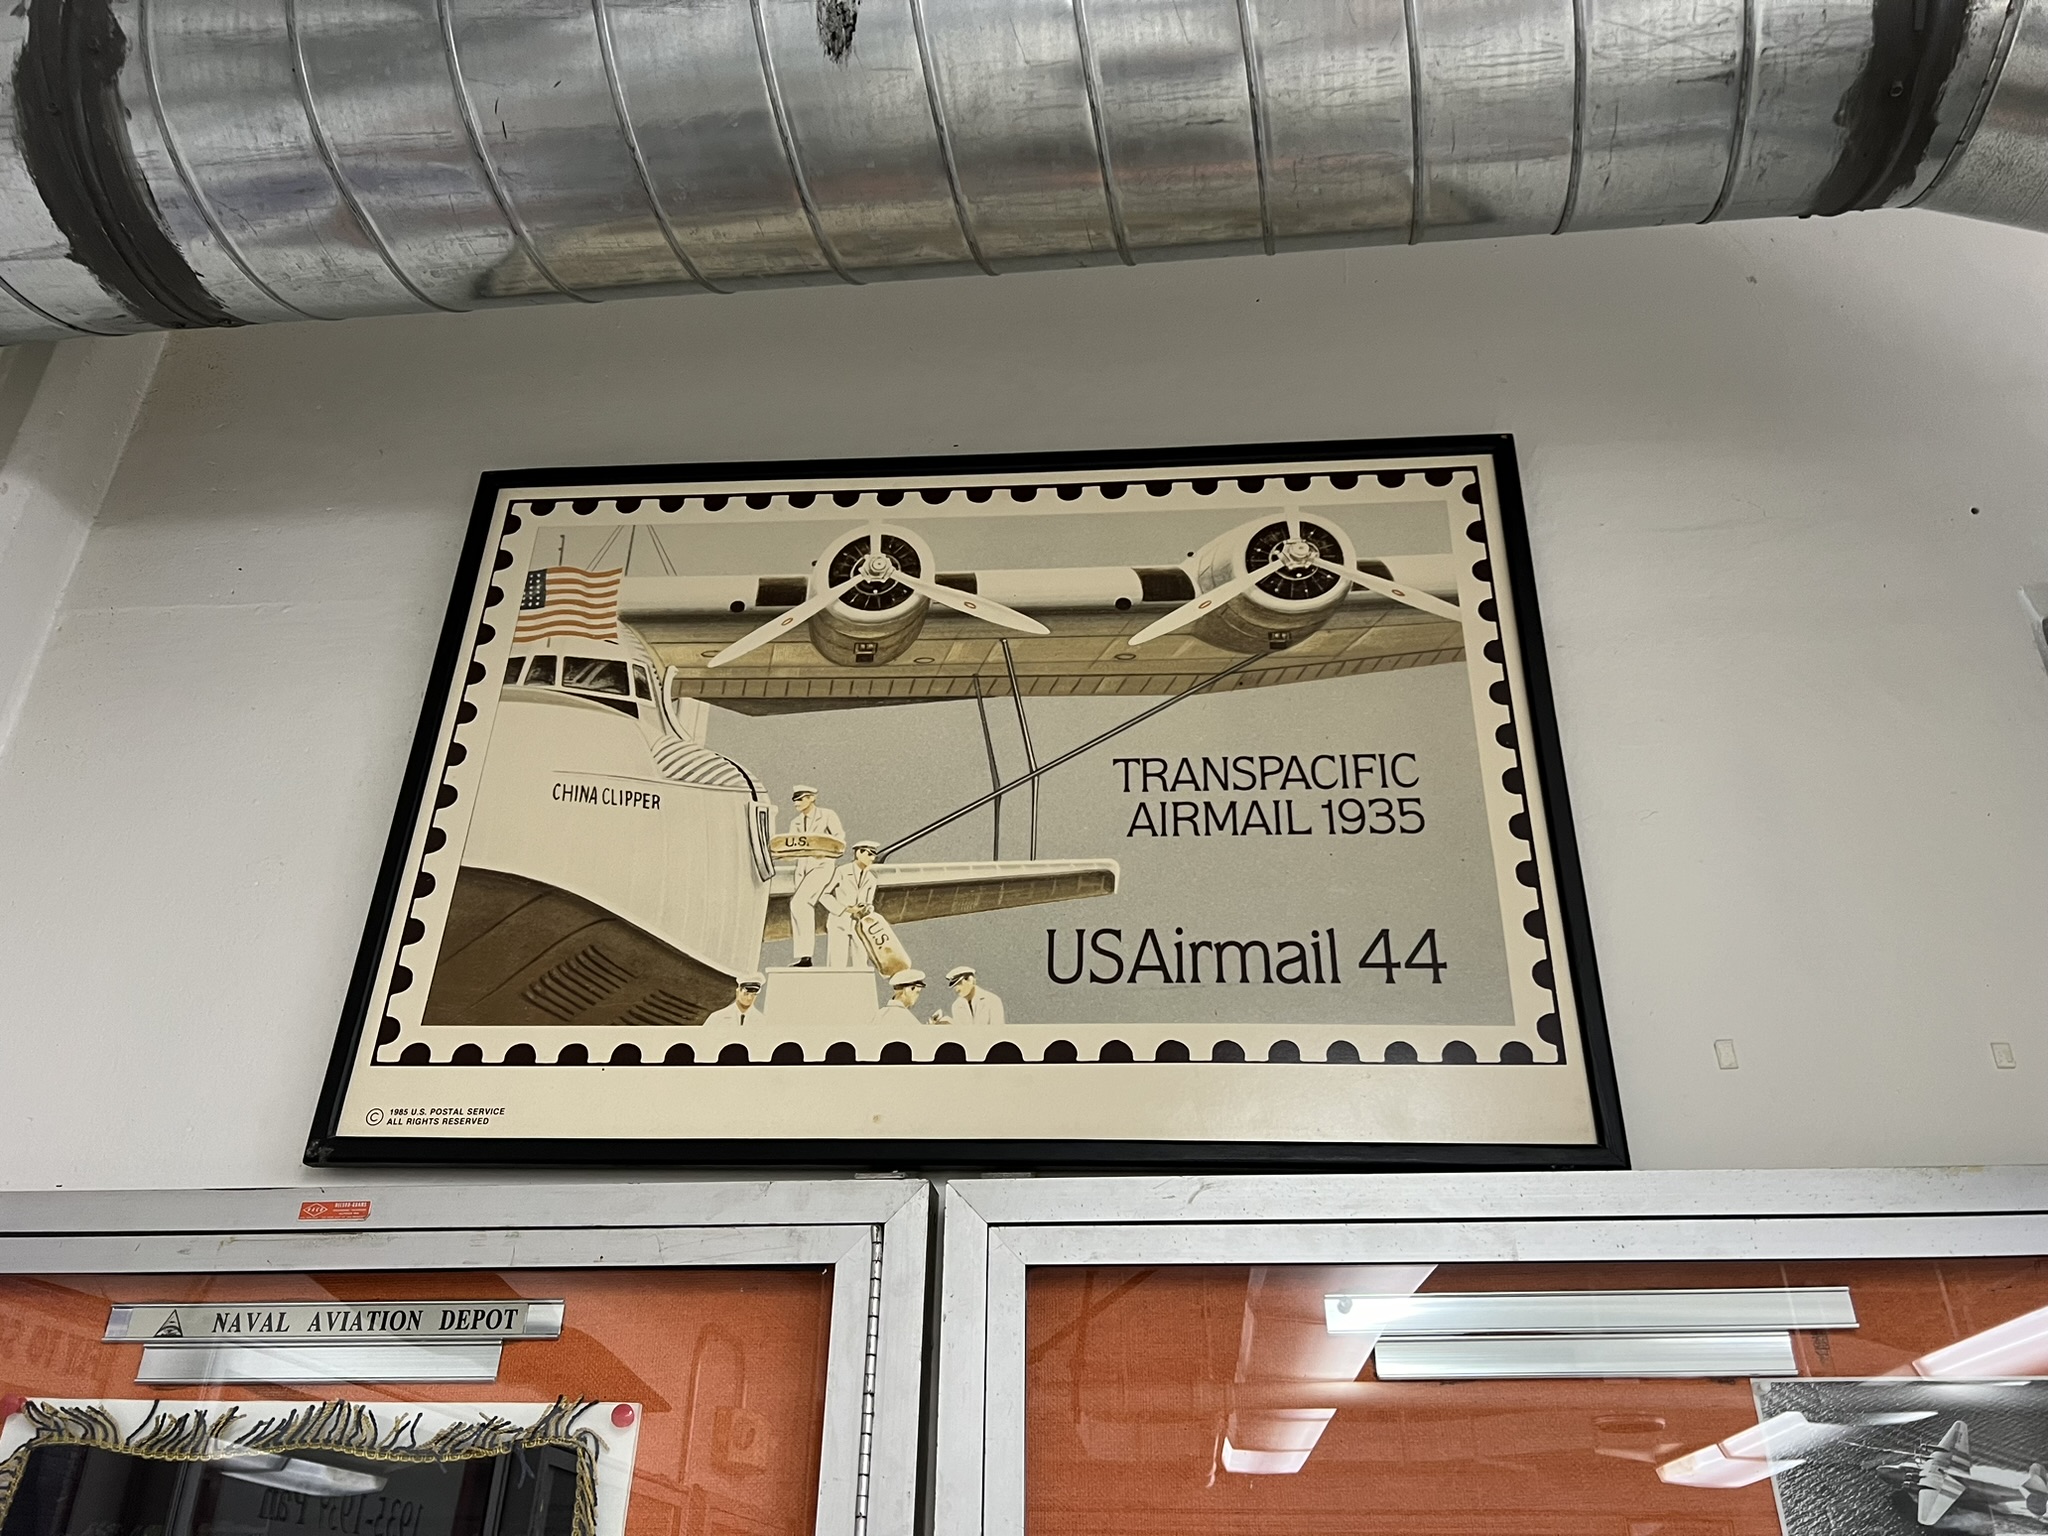 CHINA CLIPPER
U.S.
U.S.
TRANSPACIFIC
AIRMAIL 1935
USAirmail 44
© 1985 U.S. POSTAL SERVICE
ALL RIGHTS RESERVED
NAVAL AVIATION DEPOT